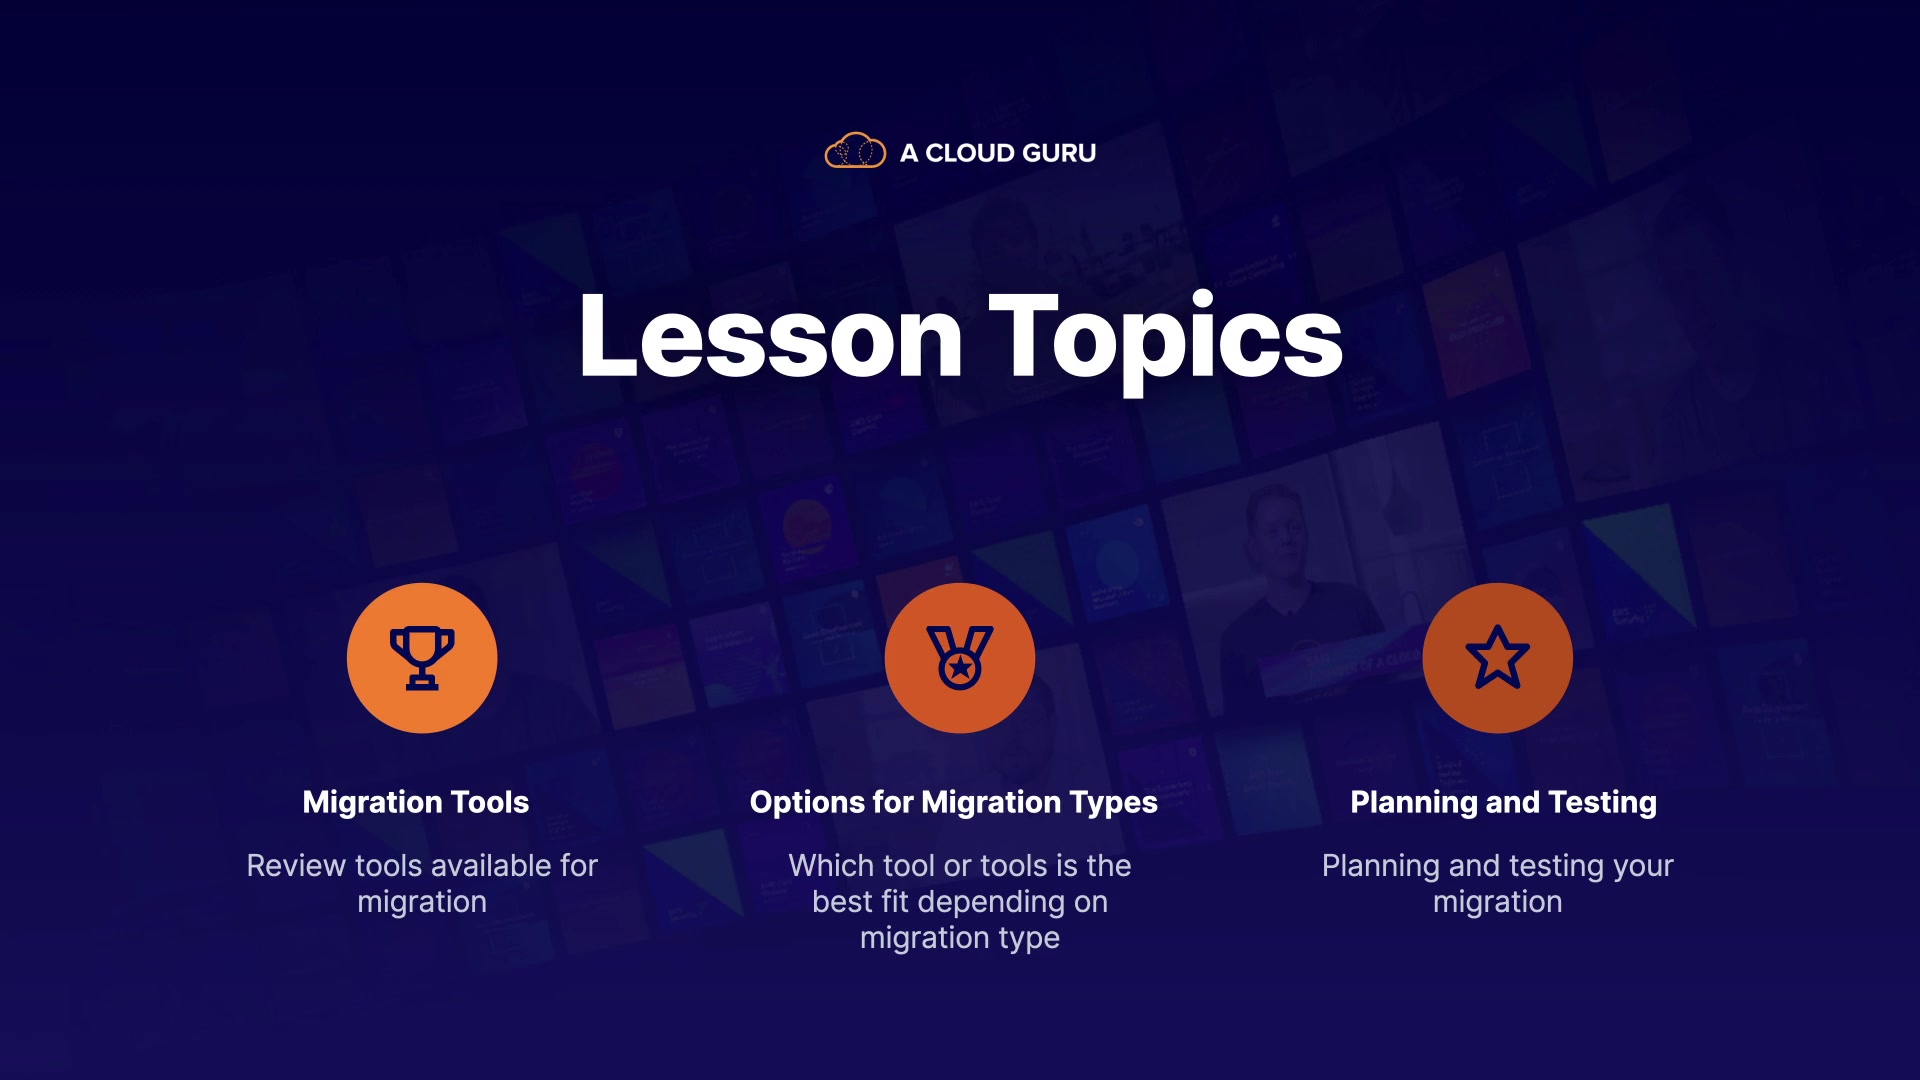 A CLOUD GURU
Lesson Topics
Migration Tools
Review tools available for
migration
Options for Migration Types
Which tool or tools is the
best fit depending on
migration type
Planning and Testing
Planning and testing your
migration